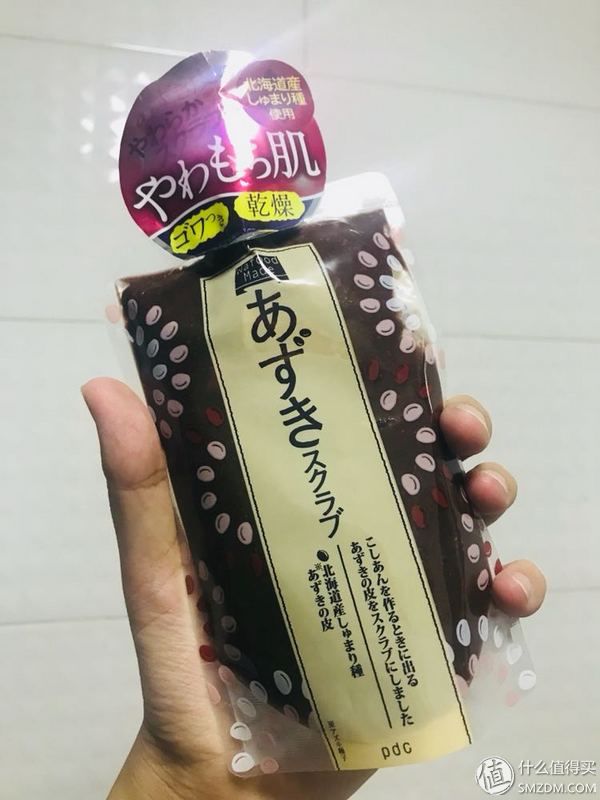 北海道産
しゅまり種
使用
やわらか
やわもち肌
ゴワつき
乾燥
Wafood
Made
あずきスクラブ
こしあんを作るときに出る
あずきの皮をスクラブにしました
北海道産しゅまり種
※あずきの皮
pdc
值 什么值得买
SMZDM.COM